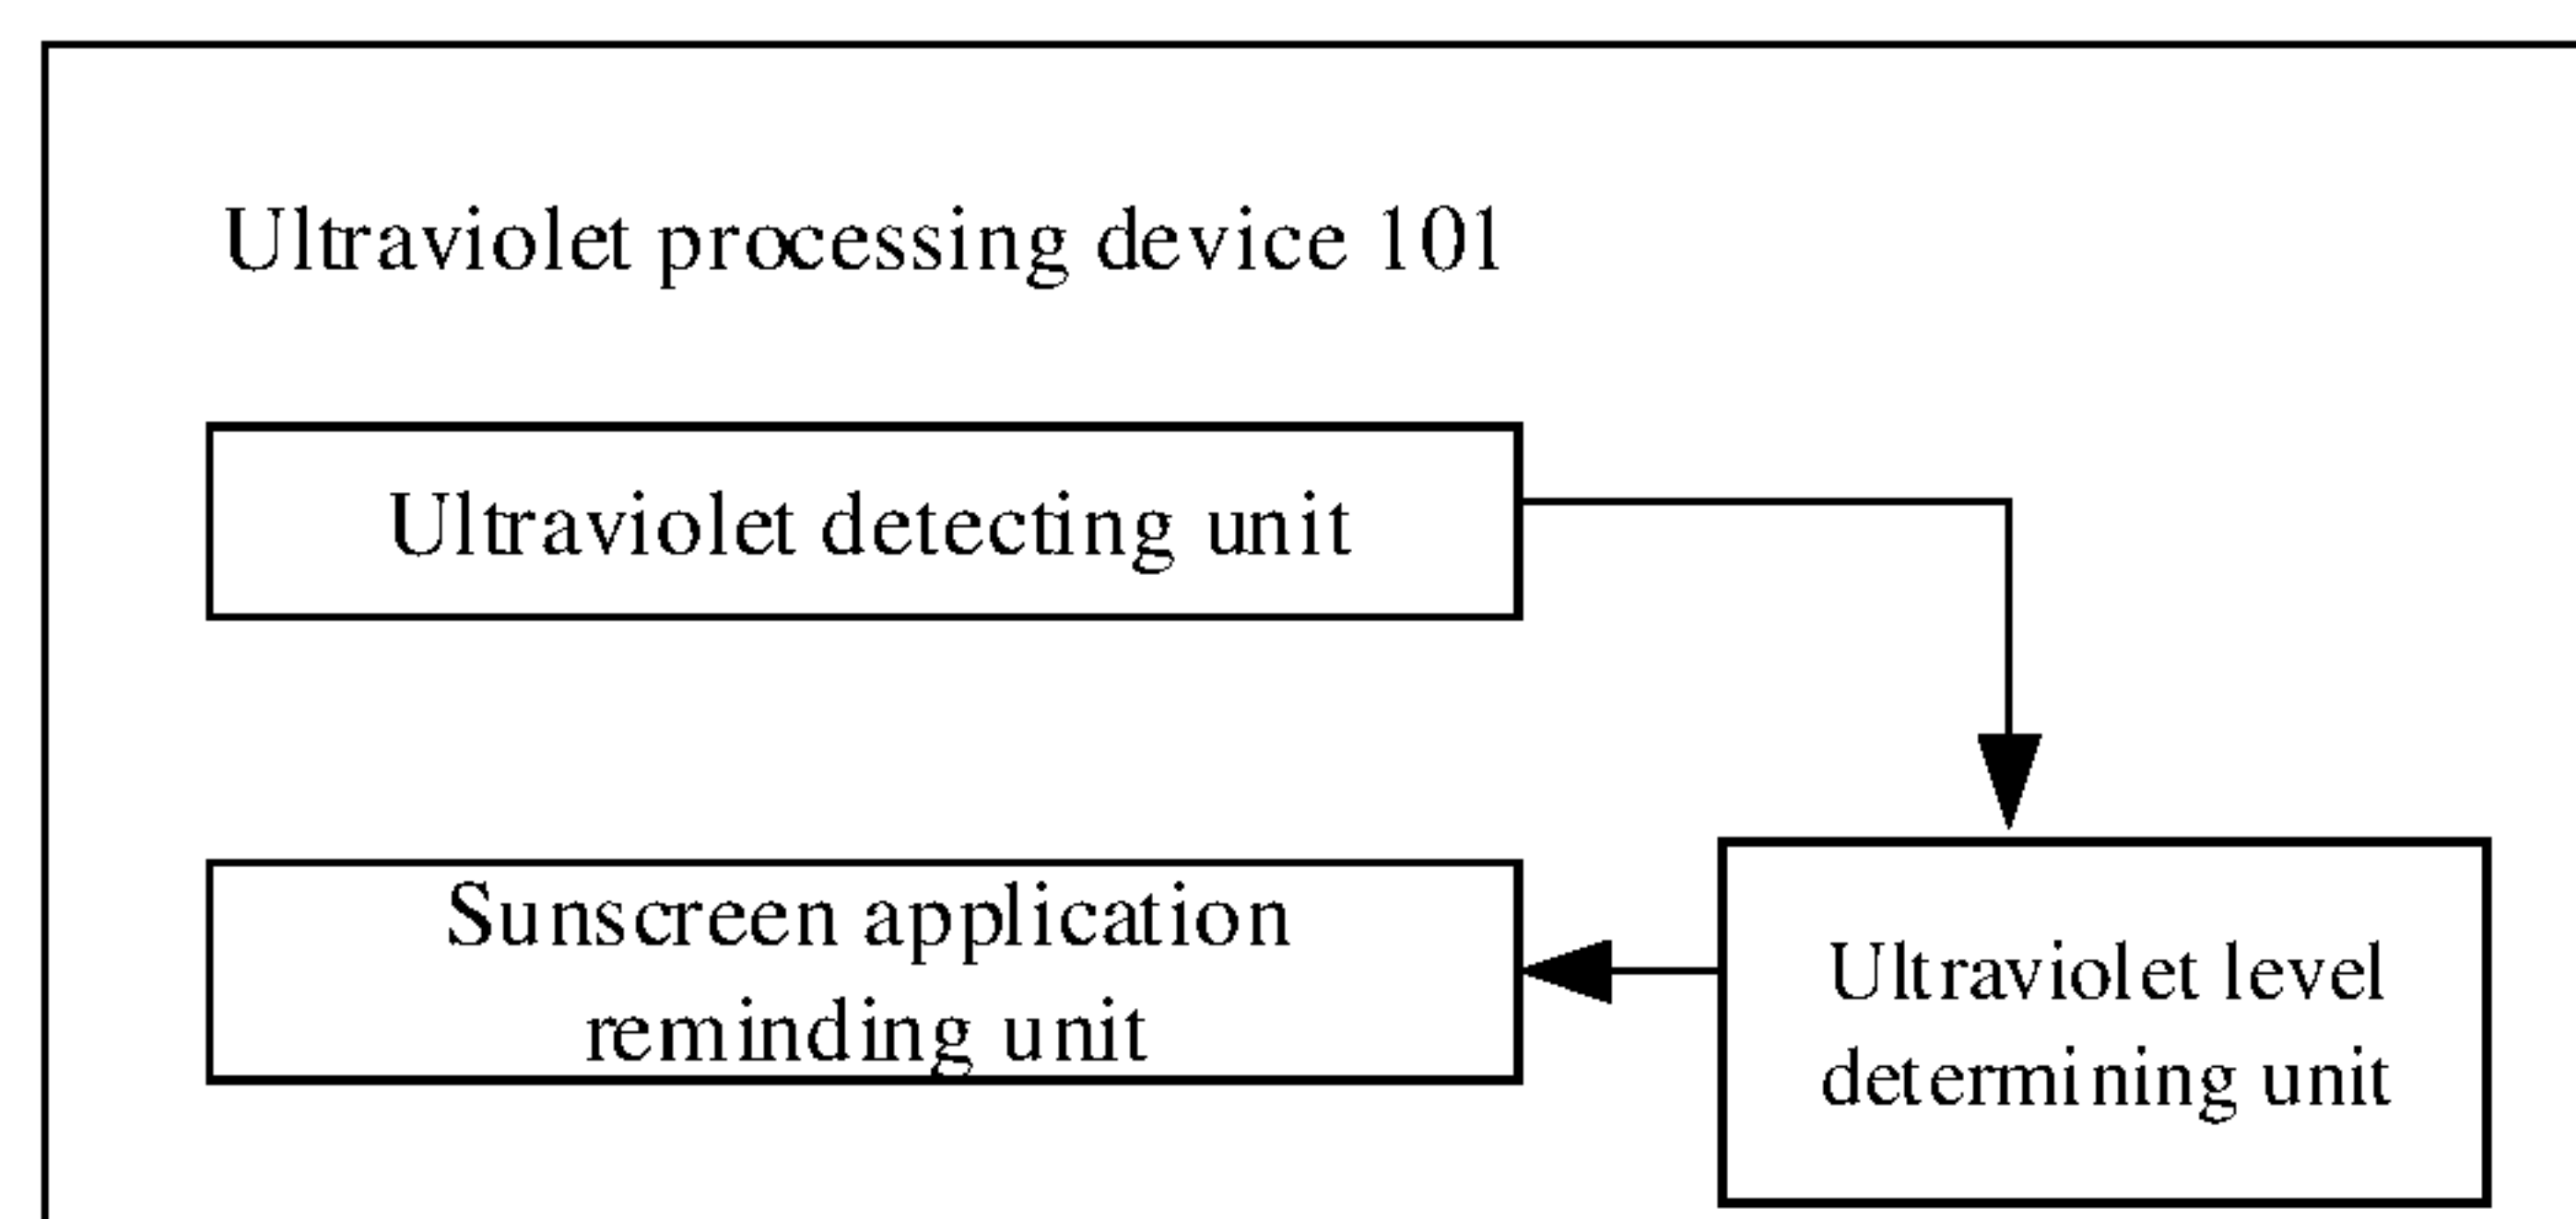 Ultraviolet processing device 101
Ultraviolet detecting unit
Sunscreen application
reminding unit
Ultraviolet level
determining unit